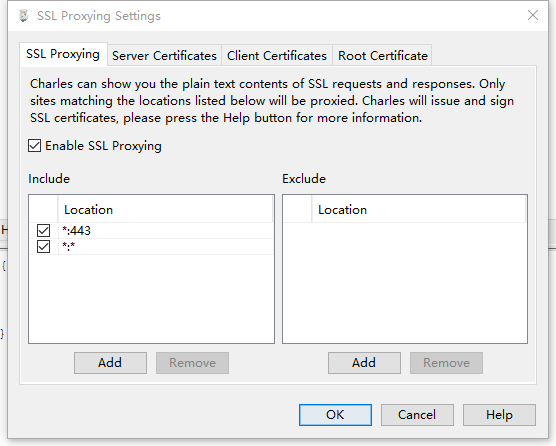 SSL Proxying Settings
SSL Proxying
Server Certificates
Client Certificates
Root Certificate
Charles can show you the plain text contents of SSL requests and responses. Only
sites matching the locations listed below will be proxied. Charles will issue and sign
SSL certificates, please press the Help button for more information.
Enable SSL Proxying
Include
Exclude
Location
Location
*:443
*:*
H
{
}
Add
Remove
Add
Remove
OK
Cancel
Help